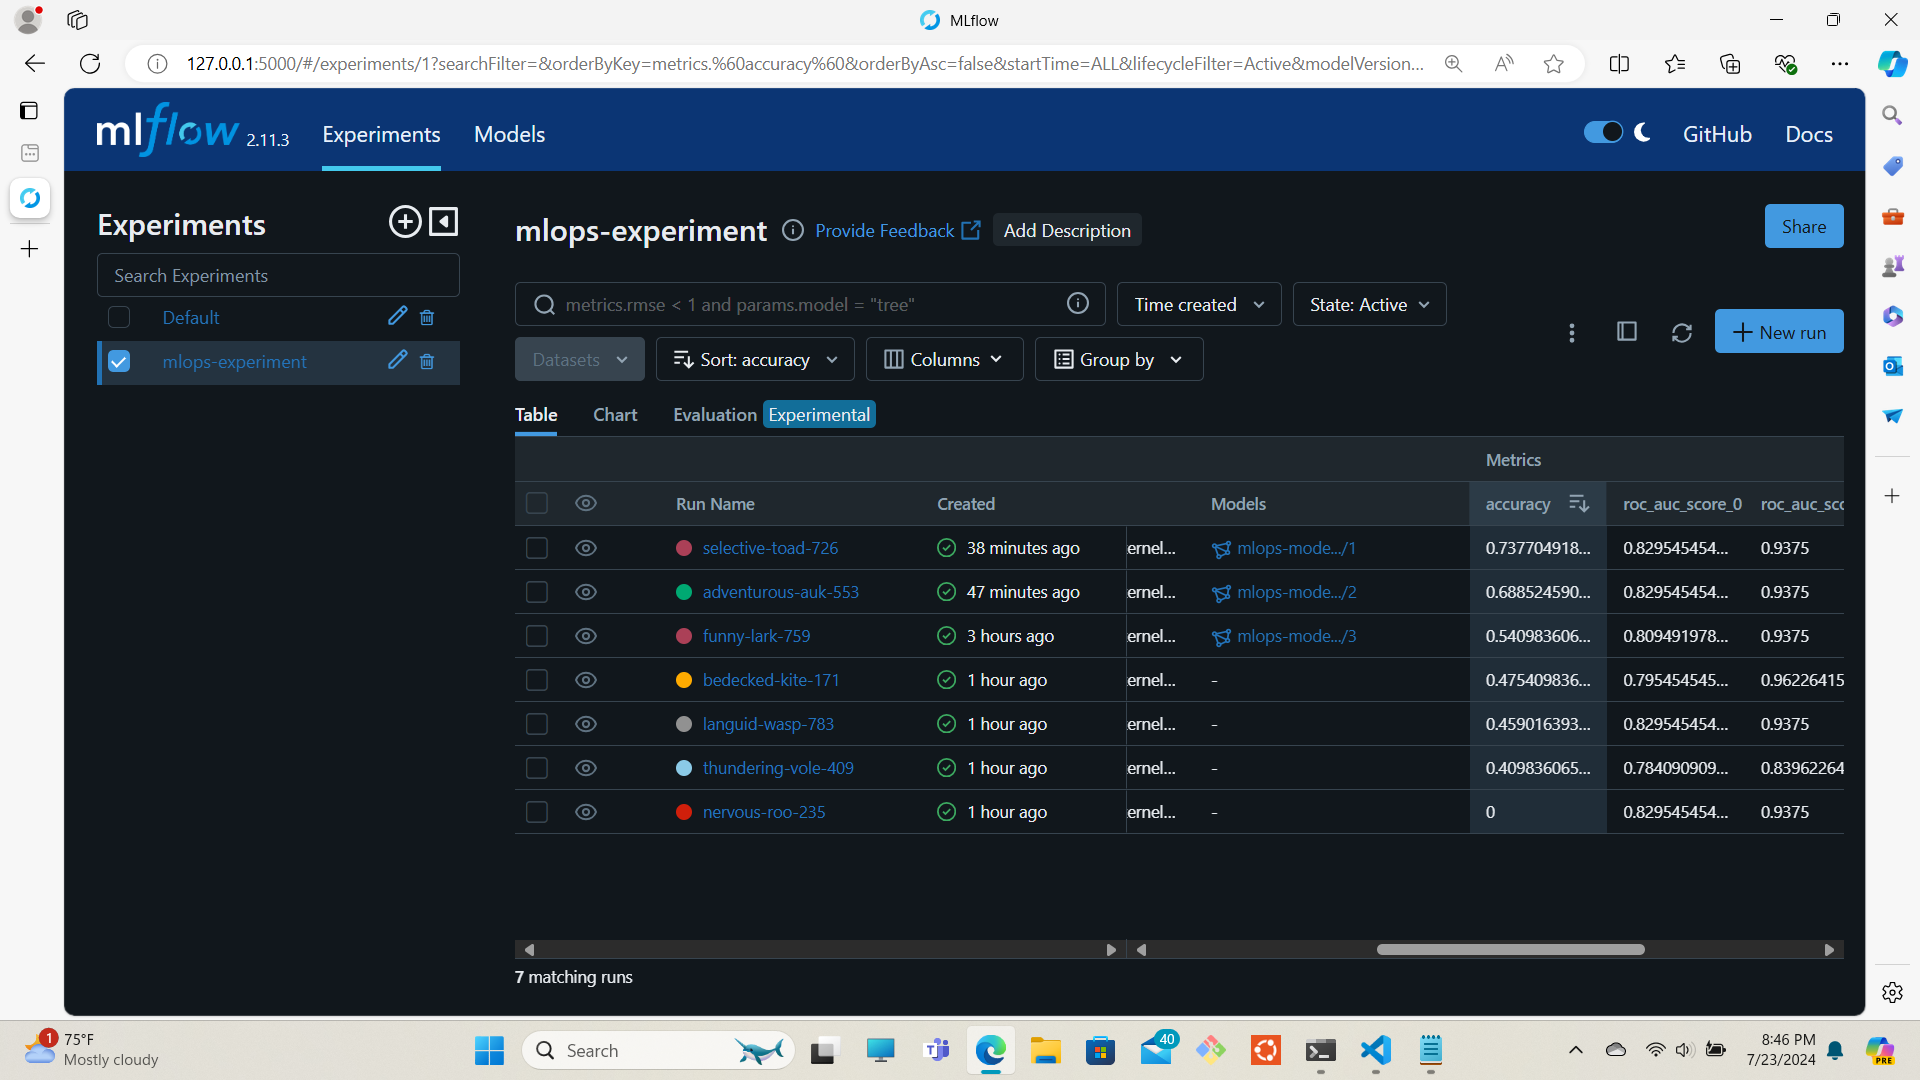 MLflow
127.0.0.1:5000/#/experiments/1?searchFilter=&orderByKey=metrics.%60accuracy%60&orderByAsc=false&startTime=ALL&lifecycleFilter=Active&modelVersion...
mlflow 2.11.3 Experiments Models GitHub Docs
Experiments
Search Experiments
Default
mlops-experiment
mlops-experiment Provide Feedback Add Description Share
metrics.rmse < 1 and params.model = "tree" Time created State: Active
New run
Datasets Sort: accuracy Columns Group by
Table Chart Evaluation Experimental
Metrics
Run Name Created Models accuracy roc_auc_score_0 roc_auc_sco
selective-toad-726 38 minutes ago ernel... mlops-mode.../1 0.737704918... 0.829545454... 0.9375
adventurous-auk-553 47 minutes ago ernel... mlops-mode.../2 0.688524590... 0.829545454... 0.9375
funny-lark-759 3 hours ago ernel... mlops-mode.../3 0.540983606... 0.809491978... 0.9375
bedecked-kite-171 1 hour ago ernel... - 0.475409836... 0.795454545... 0.96226415
languid-wasp-783 1 hour ago ernel... - 0.459016393... 0.829545454... 0.9375
thundering-vole-409 1 hour ago ernel... - 0.409836065... 0.784090909... 0.83962264
nervous-roo-235 1 hour ago ernel... - 0 0.829545454... 0.9375
7 matching runs
1
75°F
Mostly cloudy
Search
40
8:46 PM
7/23/2024
PRE